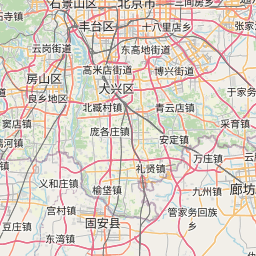 石景山区
北京市
三间房乡
丰台区
十八里店乡
张家
石寺镇
云岗街道
东高地街道
高米店街道
博兴街道
房山区
大兴区
于家务
良乡地区
北臧村镇
青云店镇
窦店镇
庞各庄镇
采育镇
安定镇
河镇
万庄镇
礼贤镇
义和庄镇
榆垡镇
廊坊
九州镇
宫村镇
管家务回族
乡
固安县
豆庄镇
东湾镇